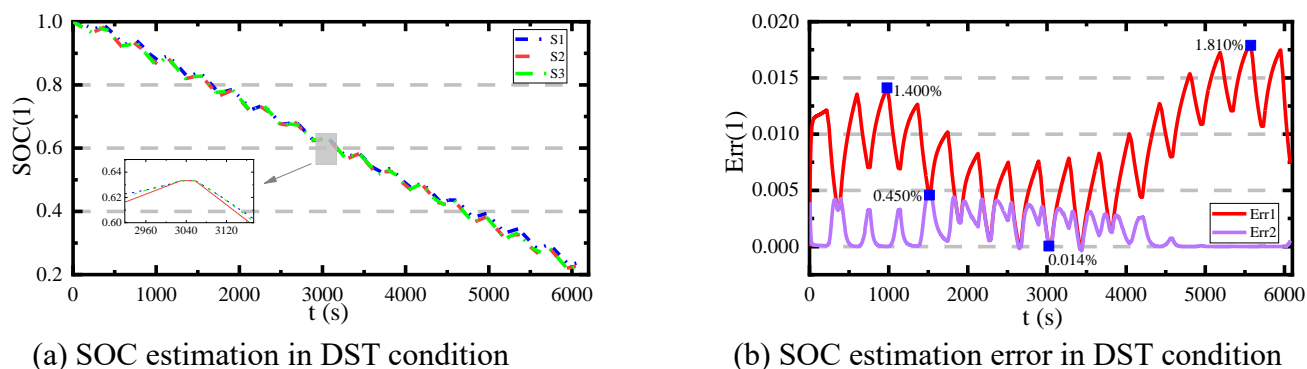 1.0
0.8
0.6
0.4
0.2
SOC(1)
S1
S2
S3
0.64
0.62
0.60
2960 3040 3120
0 1000 2000 3000 4000 5000 6000
t (s)
(a) SOC estimation in DST condition
0.020
0.015
0.010
0.005
0.000
Err(1)
1.810%
1.400%
0.450%
0.014%
Err1
Err2
0 1000 2000 3000 4000 5000 6000
t (s)
(b) SOC estimation error in DST condition